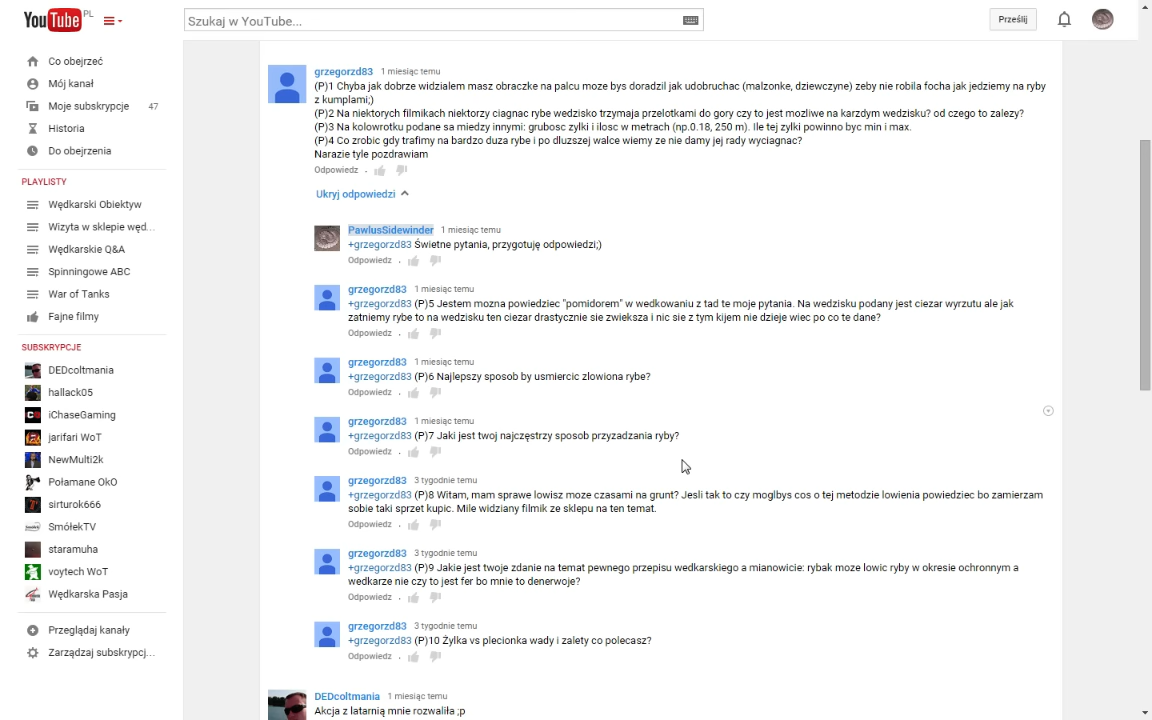 YouTube PL
Szukaj w YouTube...
Prześlij
Co obejrzeć
Mój kanał
Moje subskrypcje 47
Historia
Do obejrzenia
PLAYLISTY
Wędkarski Obiektyw
Wizyta w sklepie węd...
Wędkarskie Q&A
Spinningowe ABC
War of Tanks
Fajne filmy
SUBSKRYPCJE
DEDcoltmania
hallack05
iChaseGaming
jarifari WoT
NewMulti2k
Połamane OkO
sirturok666
SmółekTV
staramuha
voytech WoT
Wędkarska Pasja
Przeglądaj kanały
Zarządzaj subskrypcj...
grzegorzd83 1 miesiąc temu
(P)1 Chyba jak dobrze widzialem masz obraczke na palcu moze bys doradzil jak udobruchac (malzonke, dziewczyne) zeby nie robila focha jak jedziemy na ryby
z kumplami;)
(P)2 Na niektorych filmikach niektorzy ciagnac rybe wedzisko trzymaja przelotkami do gory czy to jest mozliwe na karzdym wedzisku? od czego to zalezy?
(P)3 Na kolowrotku podane sa miedzy innymi: grubosc zylki i ilosc w metrach (np.0.18, 250 m). Ile tej zylki powinno byc min i max.
(P)4 Co zrobic gdy trafimy na bardzo duza rybe i po dluzszej walce wiemy ze nie damy jej rady wyciagnac?
Narazie tyle pozdrawiam
Odpowiedz
Ukryj odpowiedzi
PawlusSidewinder 1 miesiąc temu
+grzegorzd83 Świetne pytania, przygotuję odpowiedzi;)
Odpowiedz
grzegorzd83 1 miesiąc temu
+grzegorzd83 (P)5 Jestem mozna powiedziec "pomidorem" w wedkowaniu z tad te moje pytania. Na wedzisku podany jest ciezar wyrzutu ale jak
zatniemy rybe to na wedzisku ten ciezar drastycznie sie zwieksza i nic sie z tym kijem nie dzieje wiec po co te dane?
Odpowiedz
grzegorzd83 1 miesiąc temu
+grzegorzd83 (P)6 Najlepszy sposob by usmiercic zlowiona rybe?
Odpowiedz
grzegorzd83 1 miesiąc temu
+grzegorzd83 (P)7 Jaki jest twoj najczęstrzy sposob przyzadzania ryby?
Odpowiedz
grzegorzd83 3 tygodnie temu
+grzegorzd83 (P)8 Witam, mam sprawe lowisz moze czasami na grunt? Jesli tak to czy moglbys cos o tej metodzie lowienia powiedziec bo zamierzam
sobie taki sprzet kupic. Mile widziany filmik ze sklepu na ten temat.
Odpowiedz
grzegorzd83 3 tygodnie temu
+grzegorzd83 (P)9 Jakie jest twoje zdanie na temat pewnego przepisu wedkarskiego a mianowicie: rybak moze lowic ryby w okresie ochronnym a
wedkarze nie czy to jest fer bo mnie to denerwoje?
Odpowiedz
grzegorzd83 3 tygodnie temu
+grzegorzd83 (P)10 Żylka vs plecionka wady i zalety co polecasz?
Odpowiedz
DEDcoltmania 1 miesiąc temu
Akcja z latarnią mnie rozwaliła ;p